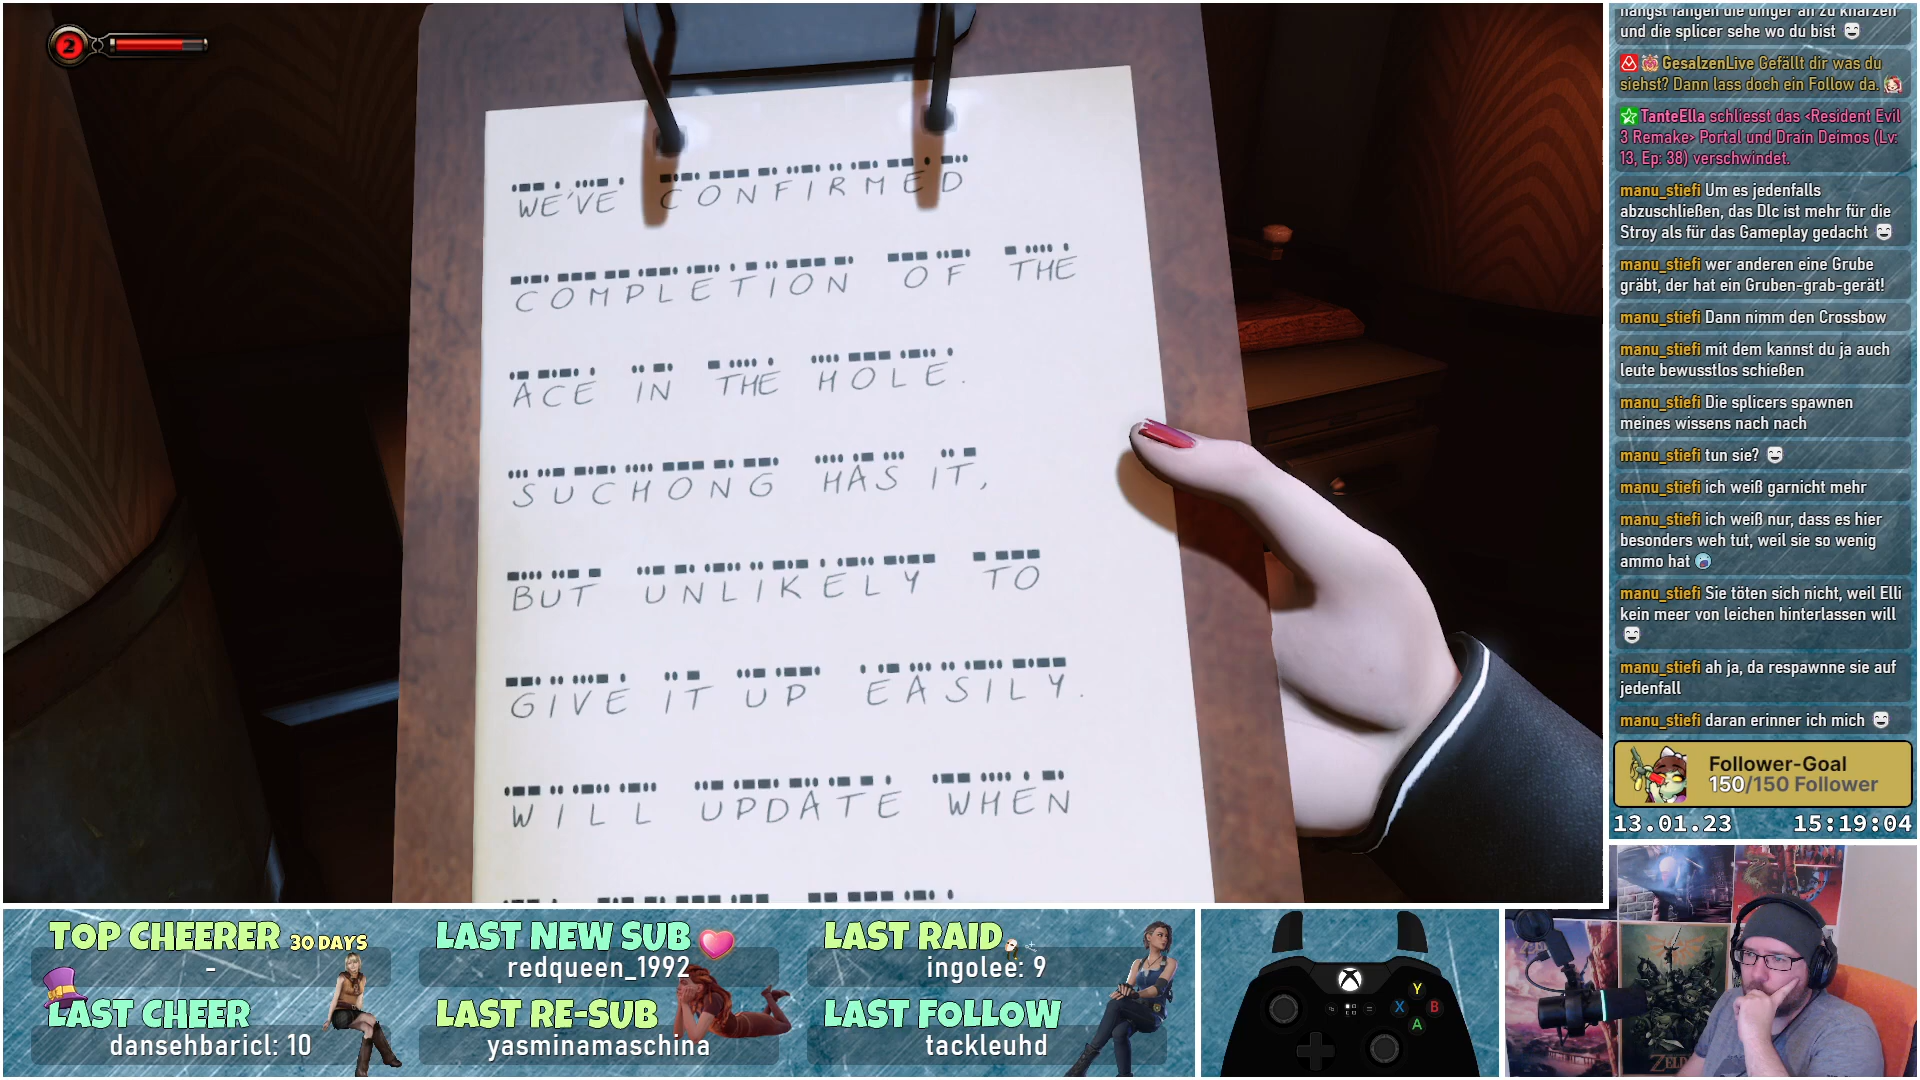 2
WE'VE CONFIRMED
COMPLETION OF THE
ACE IN THE HOLE.
SUCHONG HAS IT,
BUT UNLIKELY TO
GIVE IT UP EASILY.
WILL UPDATE WHEN
hängst fangen die dinger an zu knarzen
und die splicer sehe wo du bist
GesalzenLive Gefällt dir was du
siehst? Dann lass doch ein Follow da.
TanteElla schliesst das <Resident Evil
3 Remake> Portal und Drain Deimos (Lv:
13, Ep: 38) verschwindet.
manu_stiefi Um es jedenfalls
abzuschließen, das Dlc ist mehr für die
Stroy als für das Gameplay gedacht
manu_stiefi wer anderen eine Grube
gräbt, der hat ein Gruben-grab-gerät!
manu_stiefi Dann nimm den Crossbow
manu_stiefi mit dem kannst du ja auch
leute bewusstlos schießen
manu_stiefi Die splicers spawnen
meines wissens nach nach
manu_stiefi tun sie?
manu_stiefi ich weiß garnicht mehr
manu_stiefi ich weiß nur, dass es hier
besonders weh tut, weil sie so wenig
ammo hat
manu_stiefi Sie töten sich nicht, weil Elli
kein meer von leichen hinterlassen will
manu_stiefi ah ja, da respawnne sie auf
jedenfall
manu_stiefi daran erinner ich mich
Follower-Goal
150/150 Follower
13.01.23 15:19:04
TOP CHEERER 30 DAYS
-
LAST CHEER
dansehbaricl: 10
LAST NEW SUB
redqueen_1992
LAST RE-SUB
yasminamaschina
LAST RAID
ingolee: 9
LAST FOLLOW
tackleuhd
Y
X B
A
ZELDA